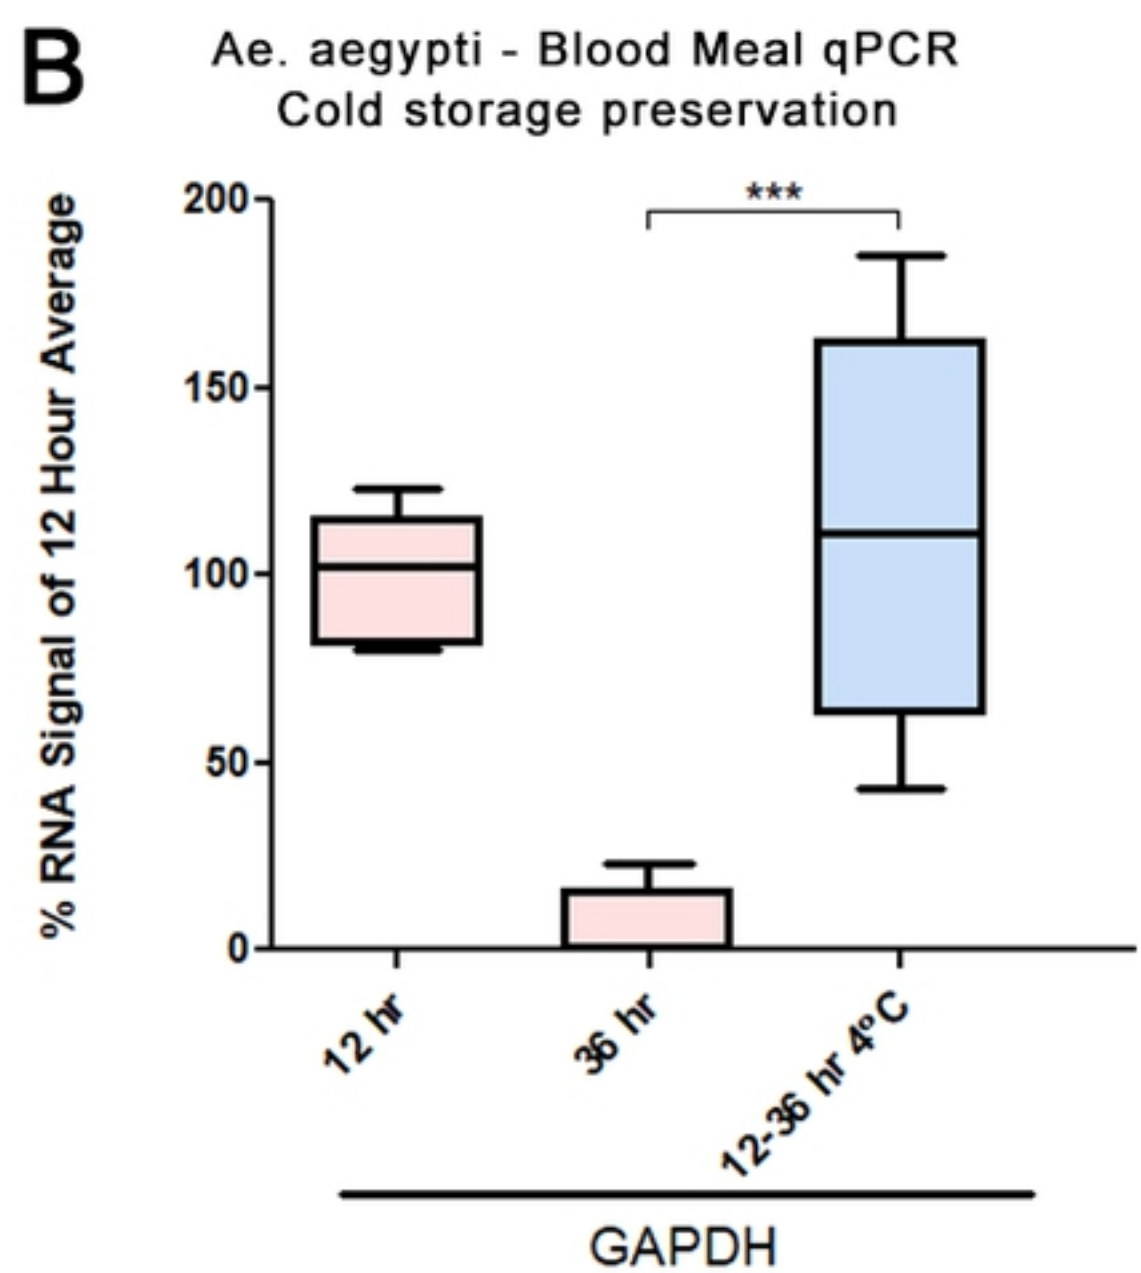 B
Ae. aegypti - Blood Meal qPCR
Cold storage preservation
% RNA Signal of 12 Hour Average
200
150
100
50
0
***
12 hr
36 hr
12-36 hr 4ºC
GAPDH